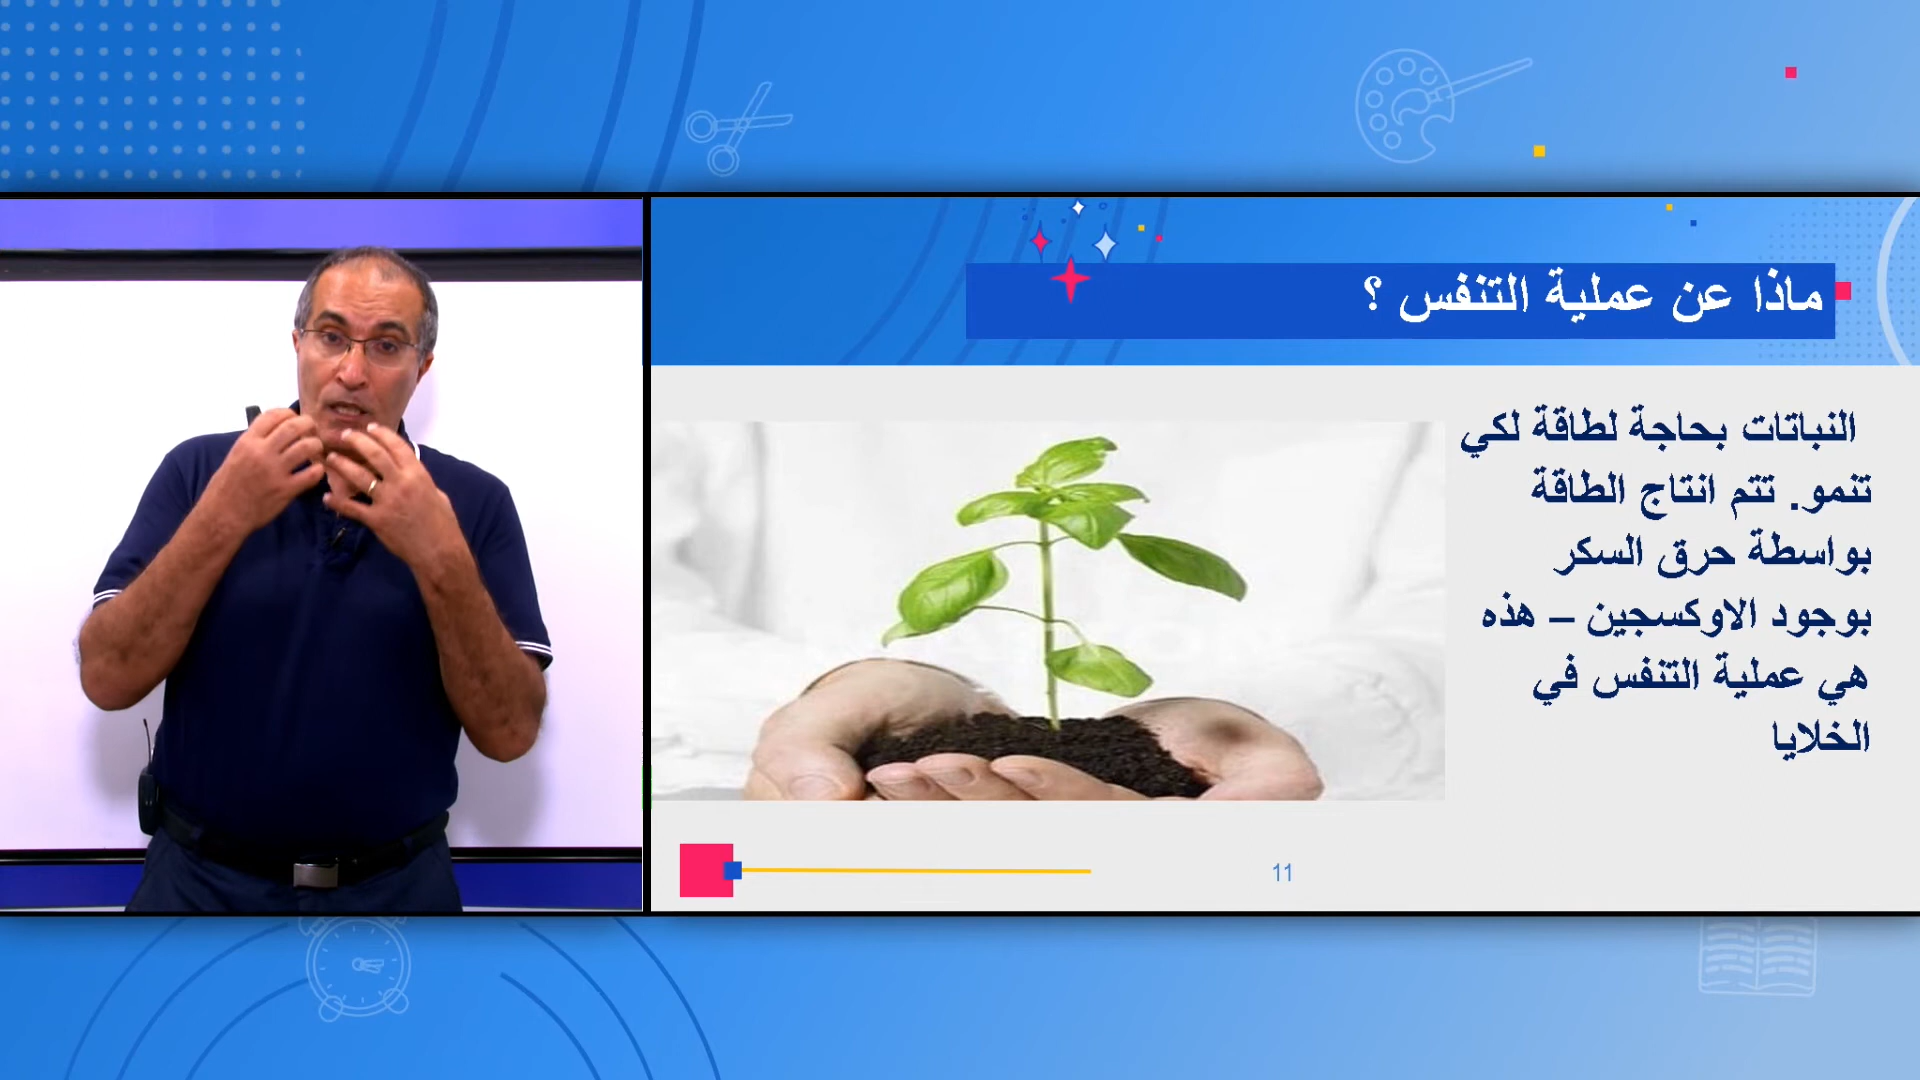 ماذا عن عملية التنفس ؟
النباتات بحاجة لطاقة لكي
تنمو. تتم انتاج الطاقة
بواسطة حرق السكر
بوجود الاوكسجين – هذه
هي عملية التنفس في
الخلايا
11